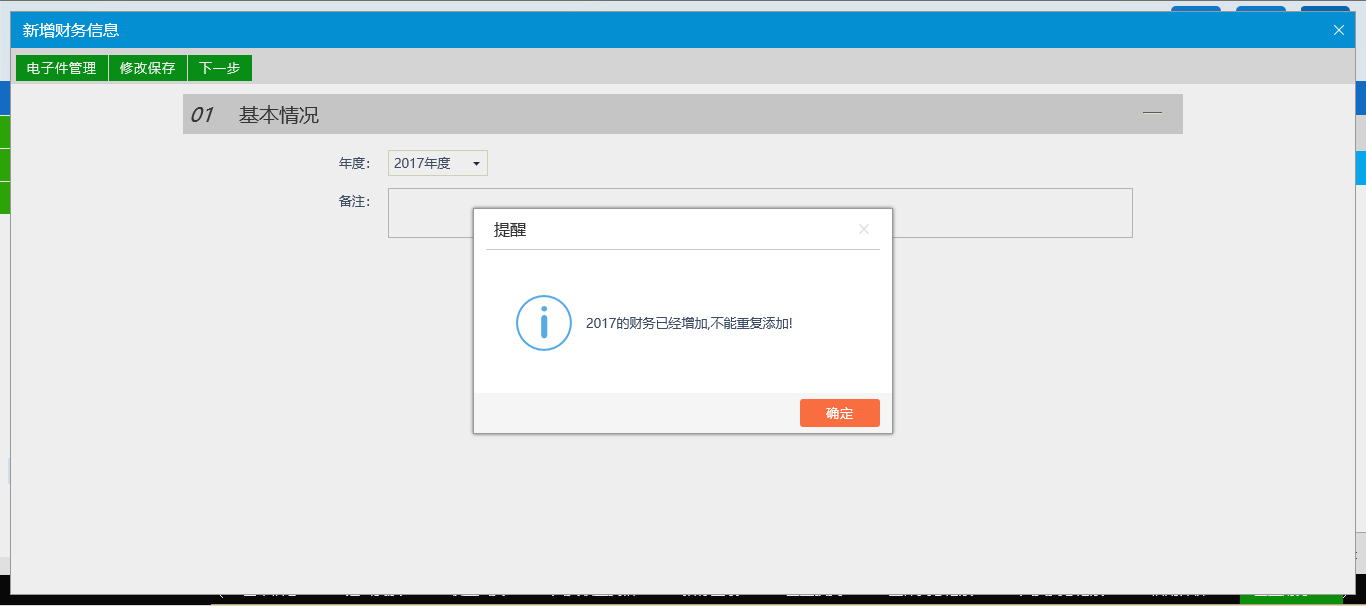 新增财务信息
电子件管理 修改保存 下一步
01 基本情况
年度： 2017年度
备注：
提醒
2017的财务已经增加,不能重复添加!
确定